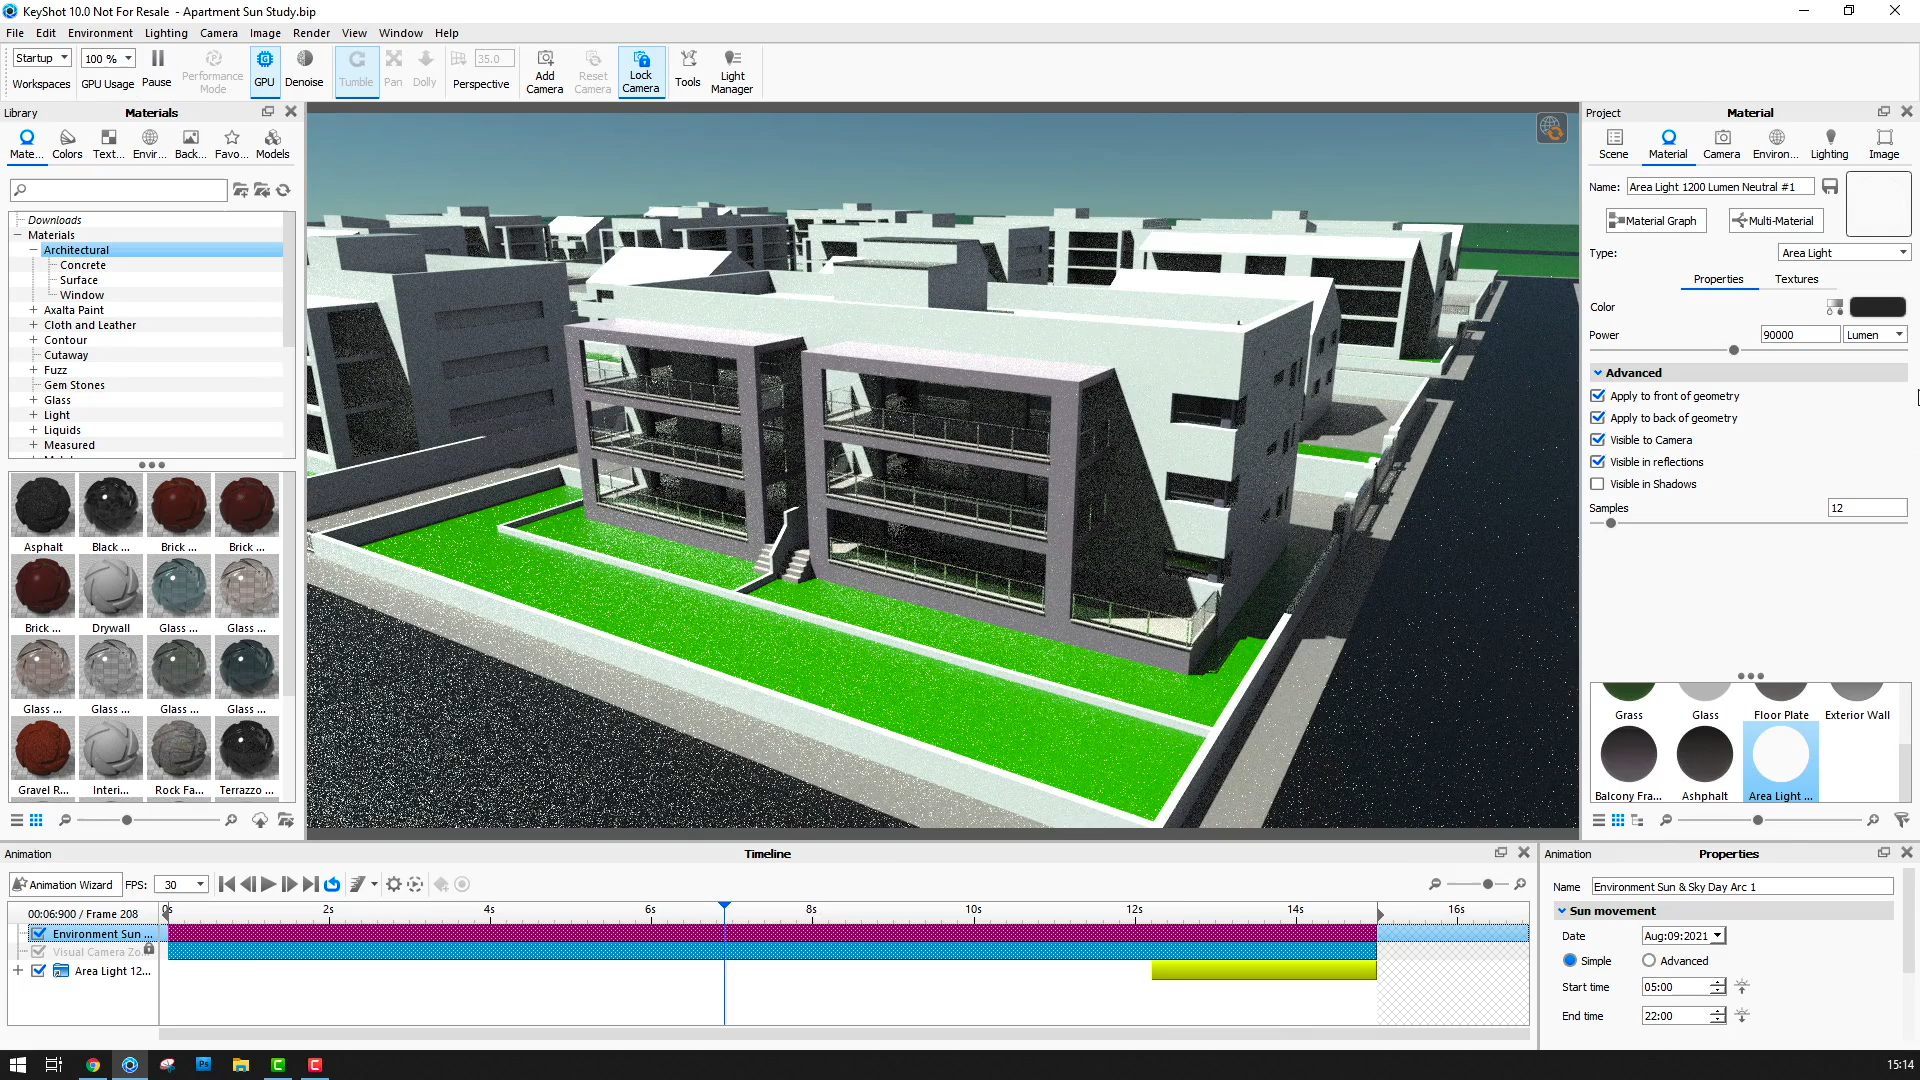 KeyShot 10.0 Not For Resale - Apartment Sun Study.bip
File Edit Environment Lighting Camera Image Render View Window Help
Startup 100 % 35.0
Workspaces GPU Usage Pause Performance Mode GPU Denoise Tumble Pan Dolly Perspective Add Camera Reset Camera Lock Camera Tools Light Manager
Library Materials
Mate... Colors Text... Envir... Back... Favo... Models
Downloads
Materials
Architectural
Concrete
Surface
Window
Axalta Paint
Cloth and Leather
Contour
Cutaway
Fuzz
Gem Stones
Glass
Light
Liquids
Measured
Asphalt Black ... Brick ... Brick ...
Brick ... Drywall Glass ... Glass ...
Glass ... Glass ... Glass ... Glass ...
Gravel R... Interi... Rock Fa... Terrazzo ...
Project Material
Scene Material Camera Environ... Lighting Image
Name: Area Light 1200 Lumen Neutral #1
Material Graph Multi-Material
Type: Area Light
Properties Textures
Color
Power 90000 Lumen
Advanced
Apply to front of geometry
Apply to back of geometry
Visible to Camera
Visible in reflections
Visible in Shadows
Samples 12
Grass Glass Floor Plate Exterior Wall
Balcony Fra... Ashphalt Area Light ...
Animation Timeline
Animation Wizard FPS: 30
00:06:900 / Frame 208 0s 2s 4s 6s 8s 10s 12s 14s 16s
Environment Sun ...
Visual Camera Zo...
Area Light 12...
Animation Properties
Name Environment Sun & Sky Day Arc 1
Sun movement
Date Aug:09:2021
Simple Advanced
Start time 05:00
End time 22:00
Ps
15:14